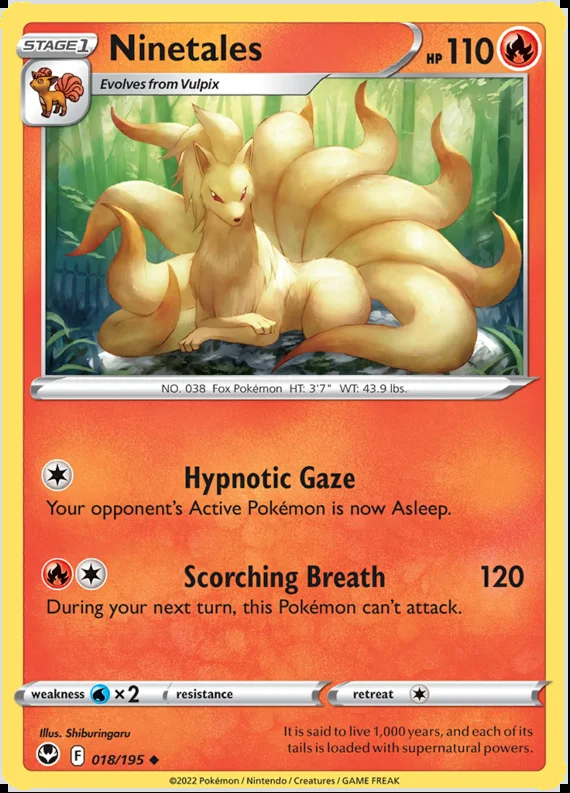 STAGE 1
Ninetales
HP 110
Evolves from Vulpix
NO. 038 Fox Pokémon HT: 3'7" WT: 43.9 lbs.
Hypnotic Gaze
Your opponent's Active Pokémon is now Asleep.
Scorching Breath 120
During your next turn, this Pokémon can't attack.
weakness ×2 resistance retreat
Illus. Shiburingaru
It is said to live 1,000 years, and each of its
tails is loaded with supernatural powers.
F 018/195
©2022 Pokémon / Nintendo / Creatures / GAME FREAK